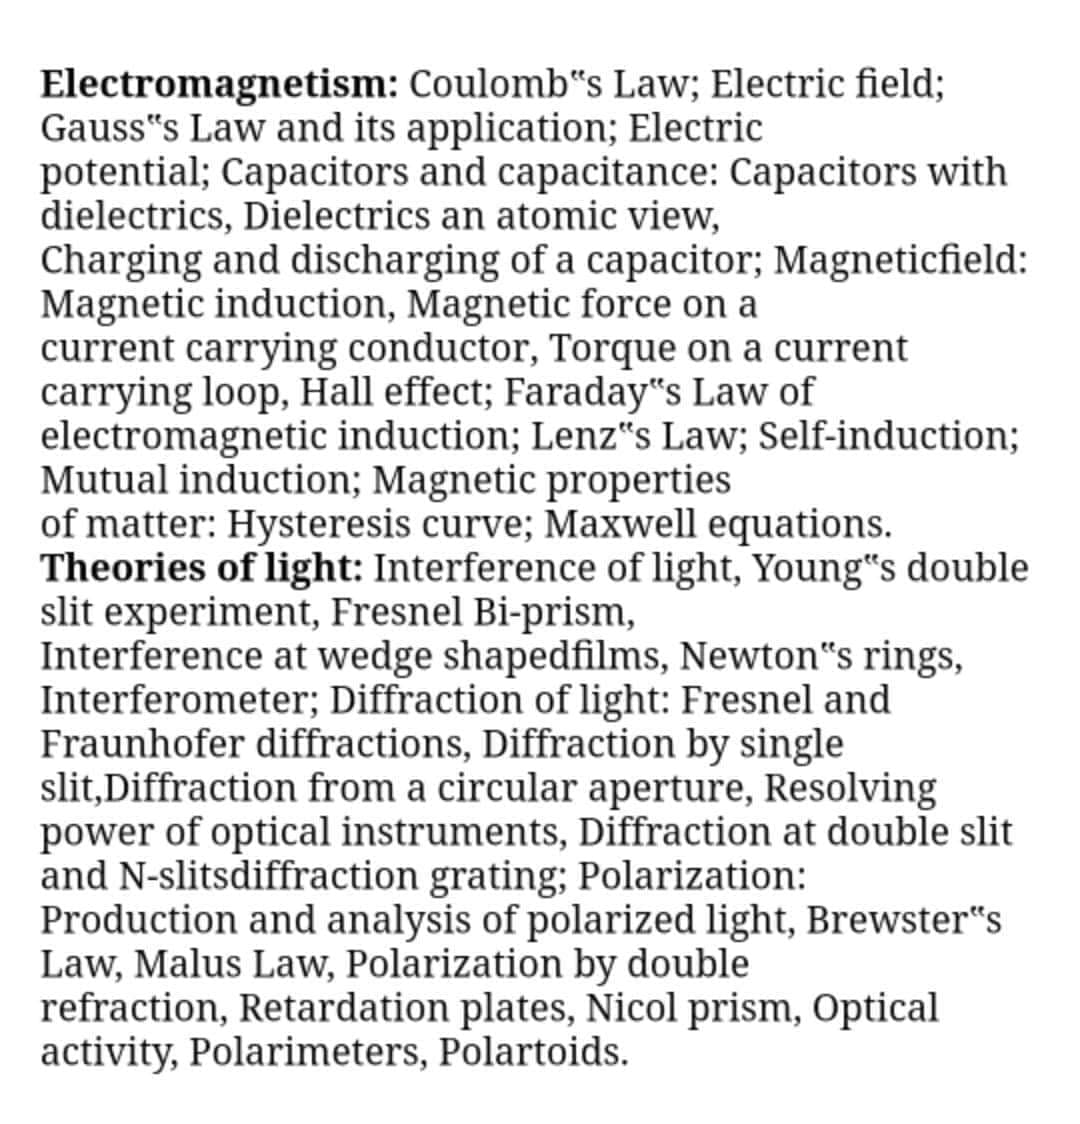 Electromagnetism: Coulomb‟s Law; Electric field;
Gauss‟s Law and its application; Electric
potential; Capacitors and capacitance: Capacitors with
dielectrics, Dielectrics an atomic view,
Charging and discharging of a capacitor; Magneticfield:
Magnetic induction, Magnetic force on a
current carrying conductor, Torque on a current
carrying loop, Hall effect; Faraday‟s Law of
electromagnetic induction; Lenz‟s Law; Self-induction;
Mutual induction; Magnetic properties
of matter: Hysteresis curve; Maxwell equations.
Theories of light: Interference of light, Young‟s double
slit experiment, Fresnel Bi-prism,
Interference at wedge shapedfilms, Newton‟s rings,
Interferometer; Diffraction of light: Fresnel and
Fraunhofer diffractions, Diffraction by single
slit,Diffraction from a circular aperture, Resolving
power of optical instruments, Diffraction at double slit
and N-slitsdiffraction grating; Polarization:
Production and analysis of polarized light, Brewster‟s
Law, Malus Law, Polarization by double
refraction, Retardation plates, Nicol prism, Optical
activity, Polarimeters, Polartoids.